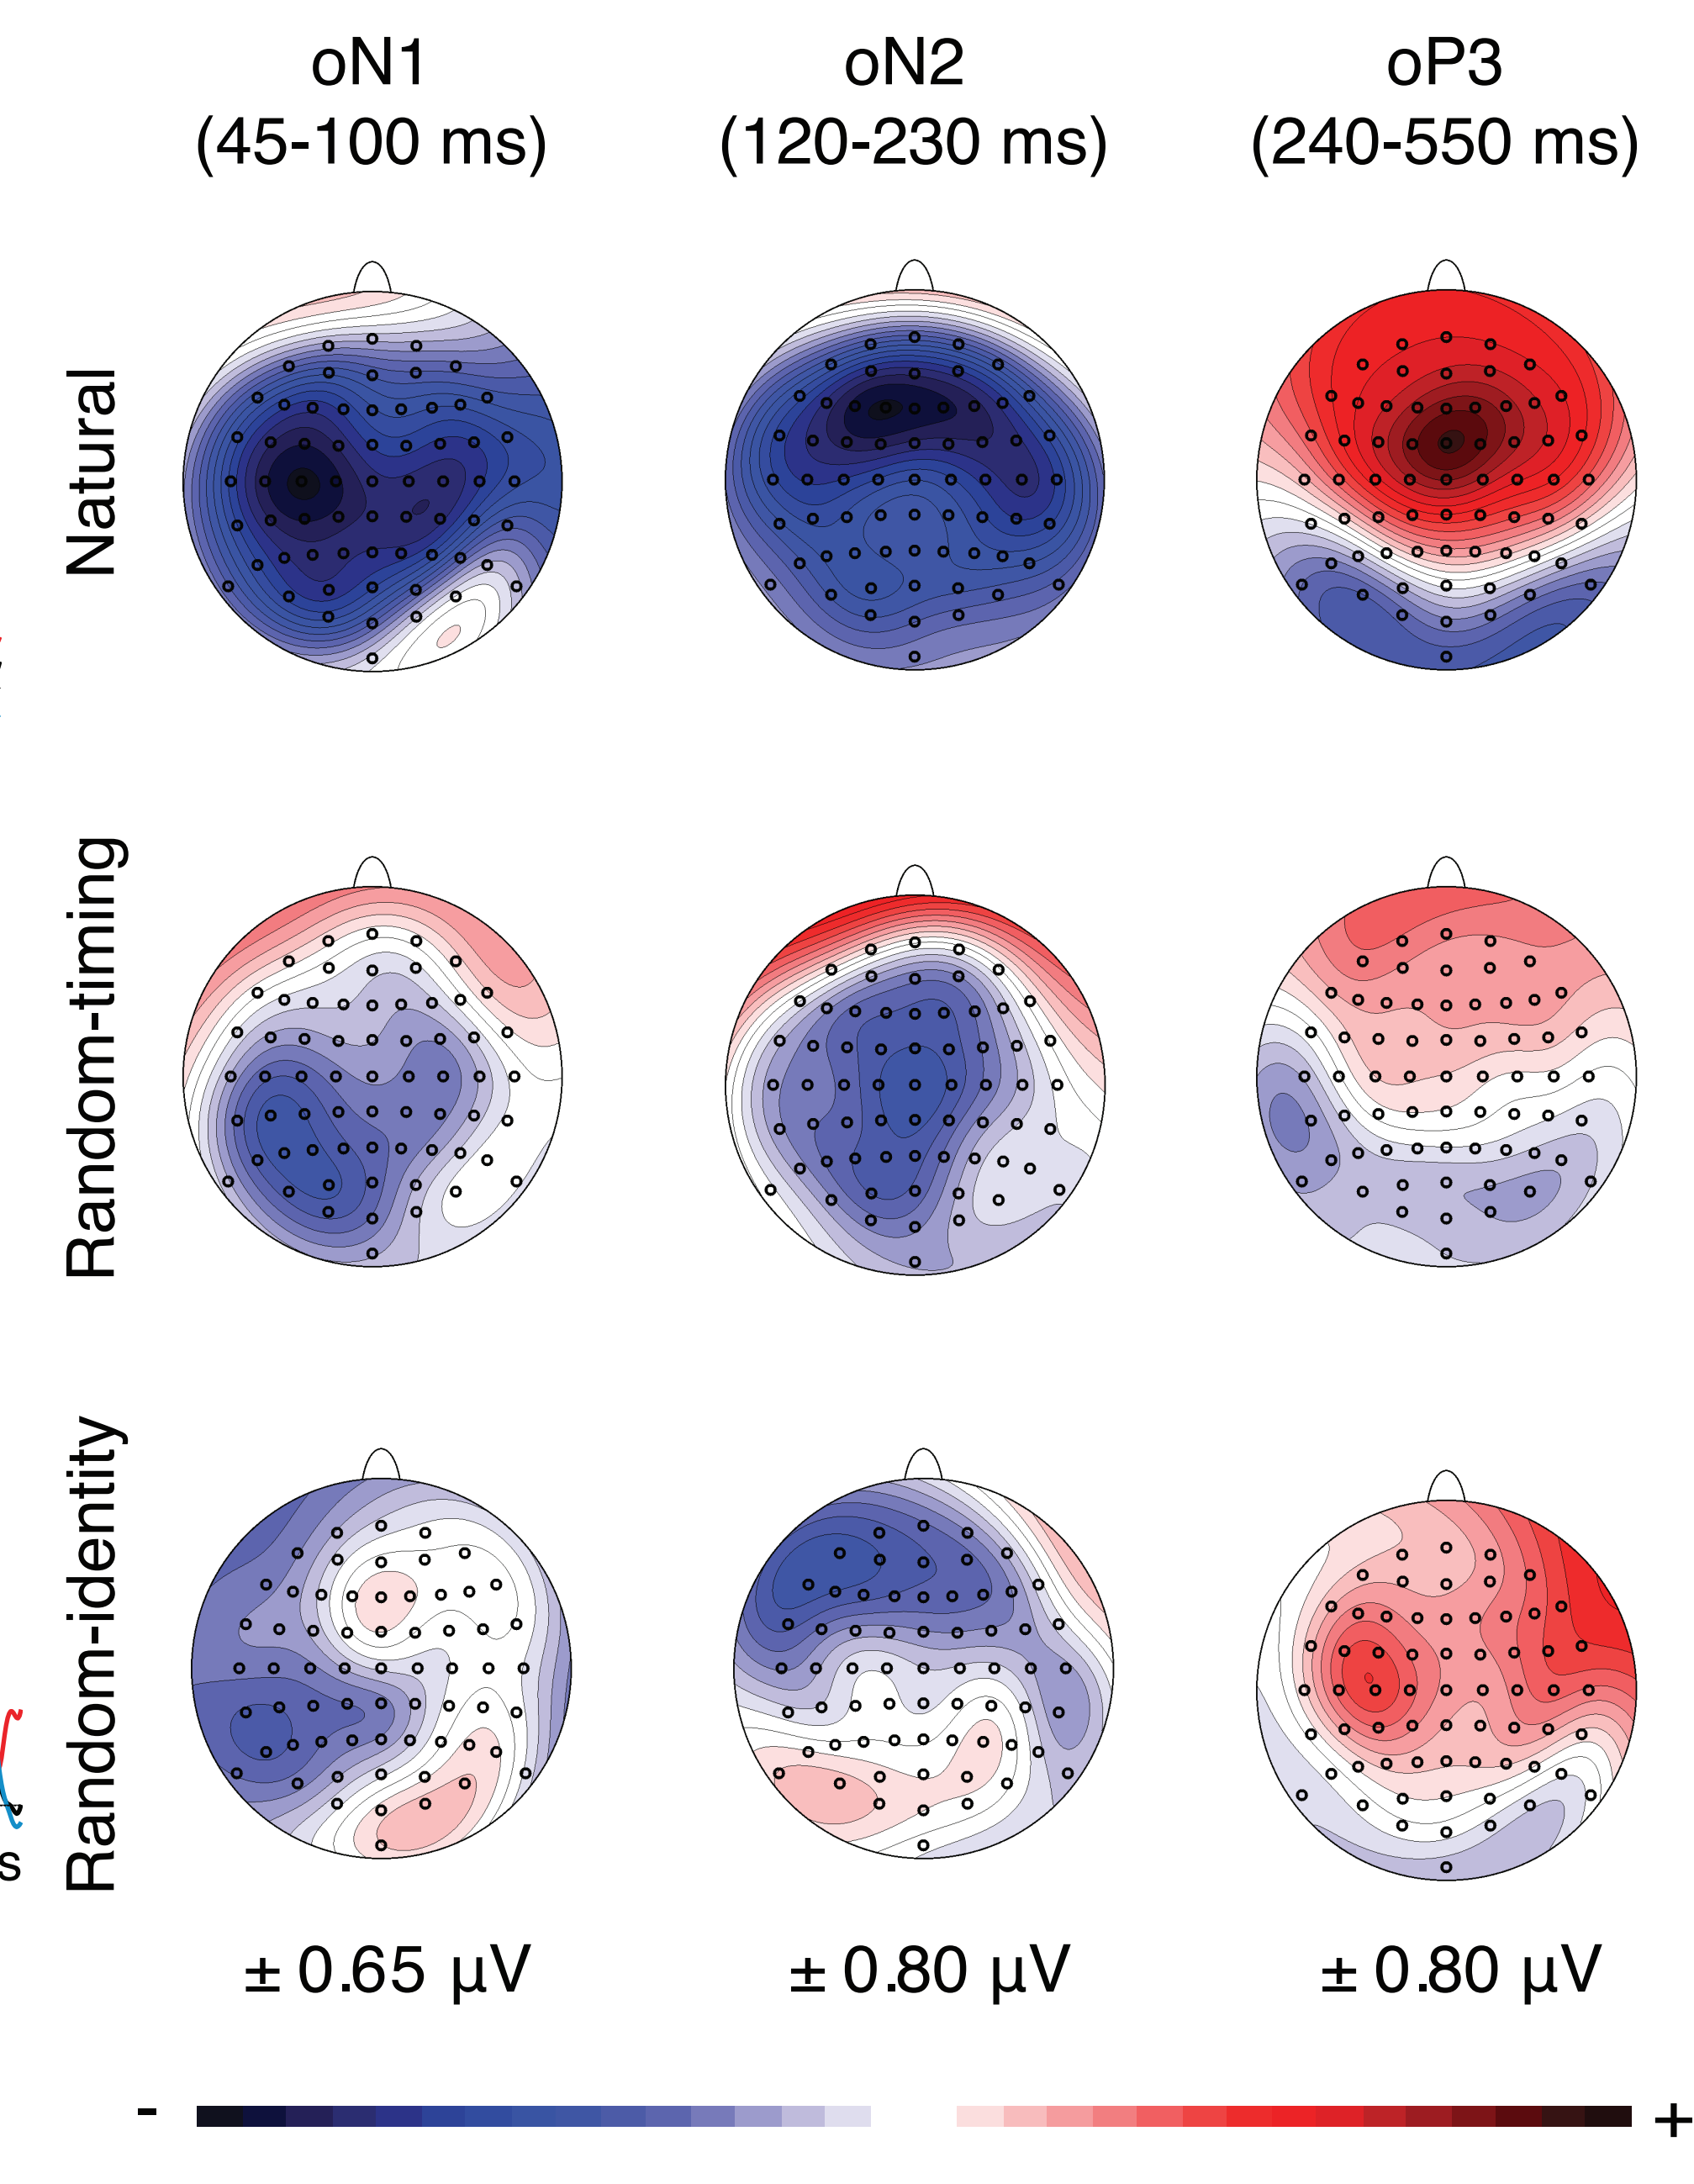 oN1
(45-100 ms)
oN2
(120-230 ms)
oP3
(240-550 ms)
Natural
Random-timing
Random-identity
s
± 0.65 µV
± 0.80 µV
± 0.80 µV
-
+